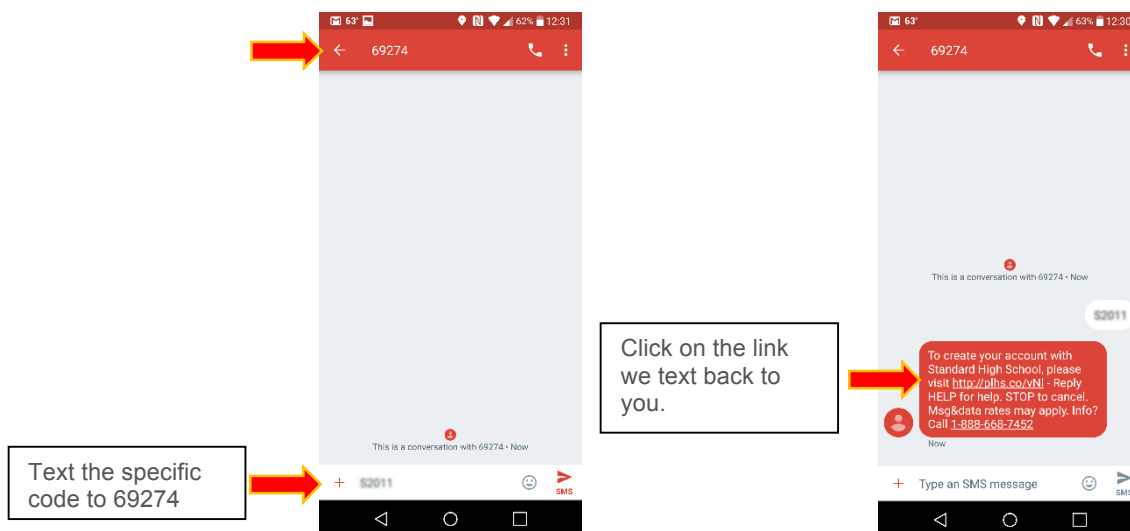 63°
62%
12:31
69274
This is a conversation with 69274 • Now
S2011
SMS
Text the specific
code to 69274
Click on the link
we text back to
you.
63°
63%
12:30
69274
This is a conversation with 69274 • Now
S2011
To create your account with
Standard High School, please
visit http://plhs.co/vNl - Reply
HELP for help. STOP to cancel.
Msg&data rates may apply. Info?
Call 1-888-668-7452
Now
Type an SMS message
SMS